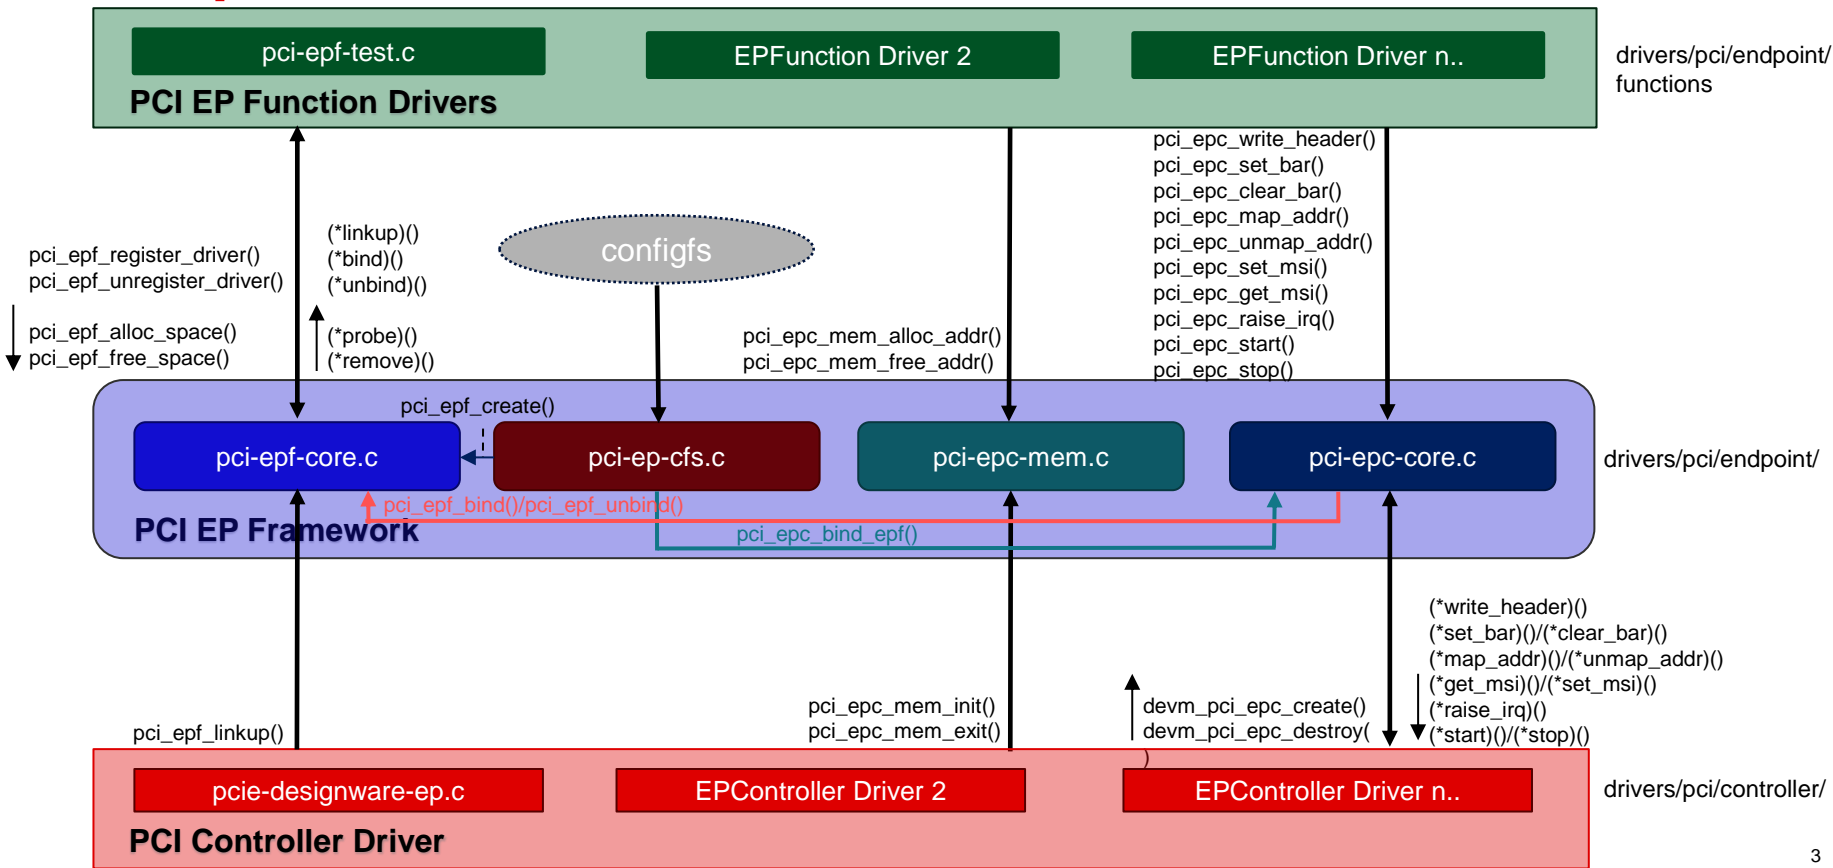 pci-epf-test.c
EPFunction Driver 2
EPFunction Driver n..
PCI EP Function Drivers
drivers/pci/endpoint/
functions
pci_epf_register_driver()
pci_epf_unregister_driver()
pci_epf_alloc_space()
pci_epf_free_space()
(*linkup)()
(*bind)()
(*unbind)()
(*probe)()
(*remove)()
configfs
pci_epc_mem_alloc_addr()
pci_epc_mem_free_addr()
pci_epc_write_header()
pci_epc_set_bar()
pci_epc_clear_bar()
pci_epc_map_addr()
pci_epc_unmap_addr()
pci_epc_set_msi()
pci_epc_get_msi()
pci_epc_raise_irq()
pci_epc_start()
pci_epc_stop()
pci_epf_create()
pci-epf-core.c
pci-ep-cfs.c
pci-epc-mem.c
pci-epc-core.c
drivers/pci/endpoint/
pci_epf_bind()/pci_epf_unbind()
PCI EP Framework
pci_epc_bind_epf()
pci_epf_linkup()
pci_epc_mem_init()
pci_epc_mem_exit()
devm_pci_epc_create()
devm_pci_epc_destroy(
)
(*write_header)()
(*set_bar)()/(*clear_bar)()
(*map_addr)()/(*unmap_addr)()
(*get_msi)()/(*set_msi)()
(*raise_irq)()
(*start)()/(*stop)()
pcie-designware-ep.c
EPController Driver 2
EPController Driver n..
PCI Controller Driver
drivers/pci/controller/
3